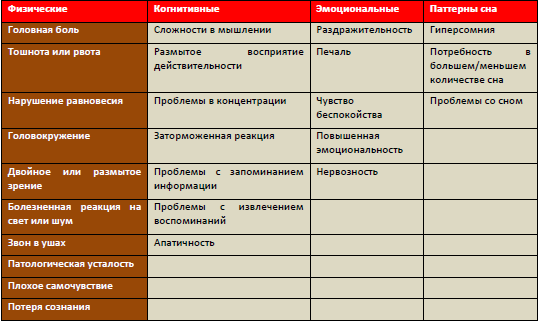 Физические Когнитивные Эмоциональные Паттерны сна
Головная боль Сложности в мышлении Раздражительность Гиперсомния
Тошнота или рвота Размытое восприятие Печаль Потребность в
действительности большем/меньшем
количестве сна
Нарушение равновесия Проблемы в концентрации Чувство Проблемы со сном
беспокойства
Головокружение Заторможенная реакция Повышенная
эмоциональность
Двойное или размытое Проблемы с запоминанием Нервозность
зрение информации
Болезненная реакция на Проблемы с извлечением
свет или шум воспоминаний
Звон в ушах Апатичность
Патологическая усталость
Плохое самочувствие
Потеря сознания